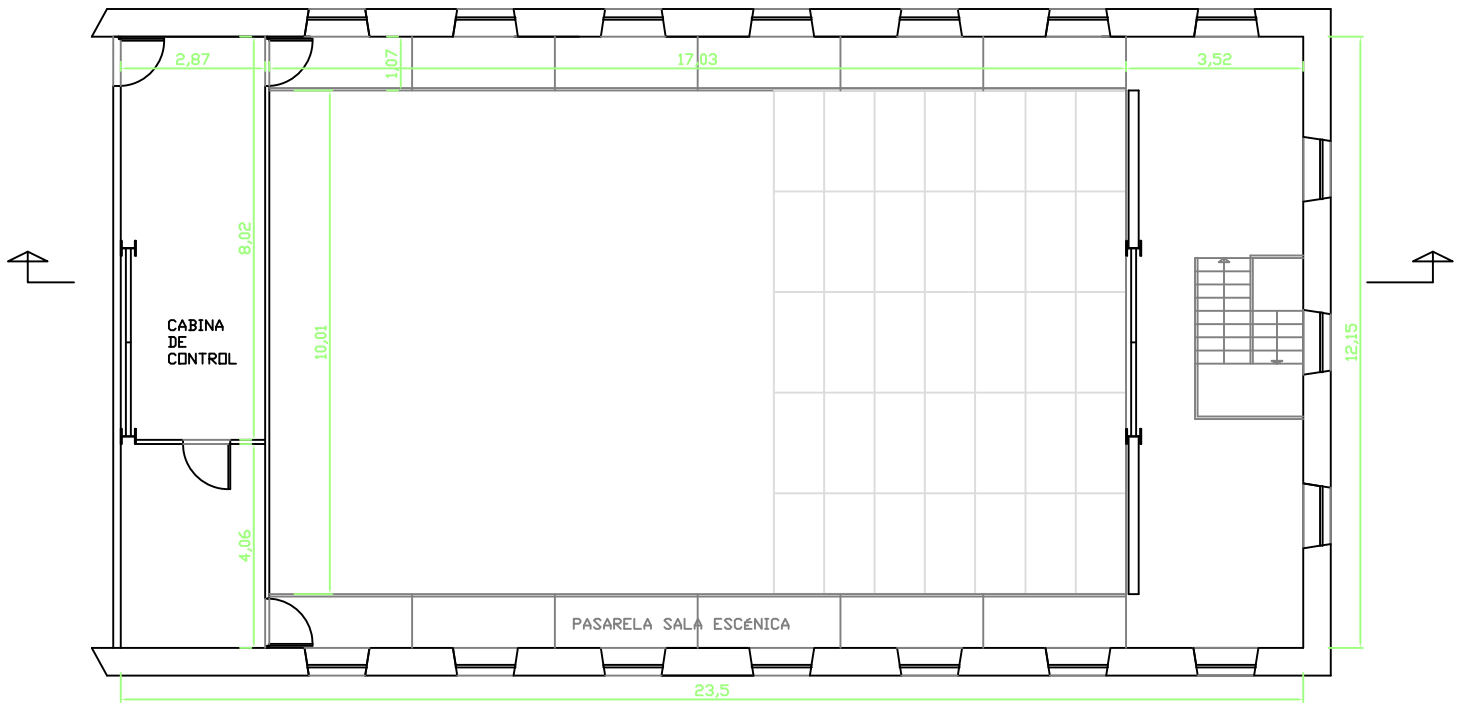 2,87
1,07
17,03
3,52
8,02
10,01
12,15
CABINA
DE
CONTROL
4,06
PASARELA SALA ESCÉNICA
23,5